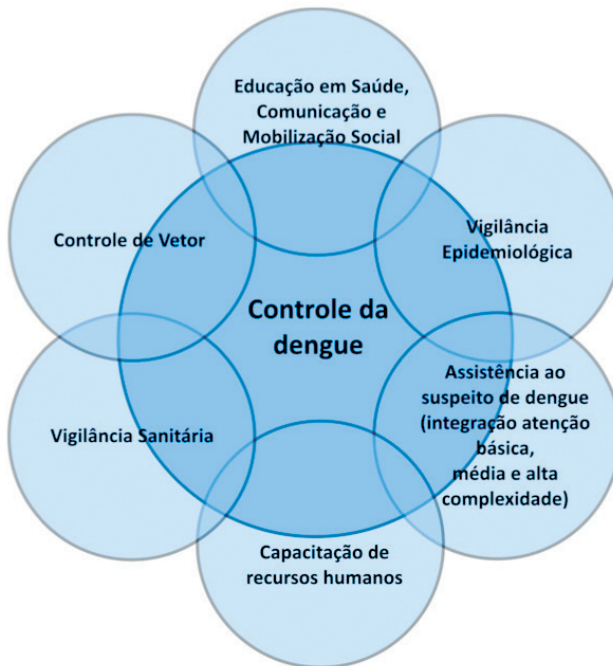 Educação em Saúde,
Comunicação e
Mobilização Social
Controle de Vetor
Vigilância
Epidemiológica
Controle da
dengue
Assistência ao
suspeito de dengue
(integração atenção
básica,
média e alta
complexidade)
Vigilância Sanitária
Capacitação de
recursos humanos